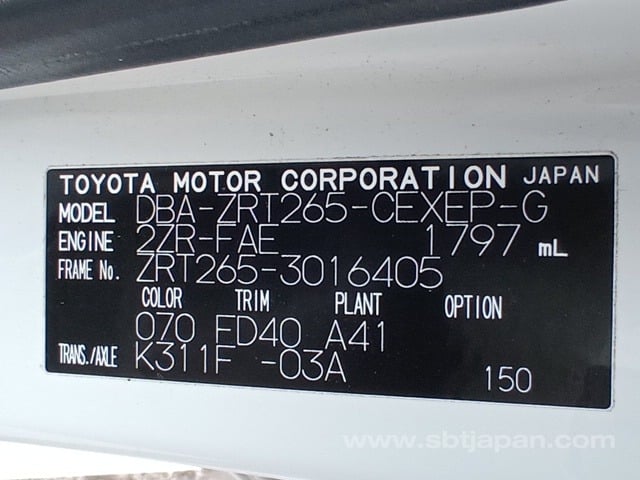 TOYOTA MOTOR CORPORATION JAPAN
MODEL DBA-ZRT265-CEXEP-G
ENGINE 2ZR-FAE 1797 mL
FRAME No. ZRT265-3016405
COLOR TRIM PLANT OPTION
070 FD40 A41
TRANS./AXLE K311F -03A
150
www.sbtjapan.com